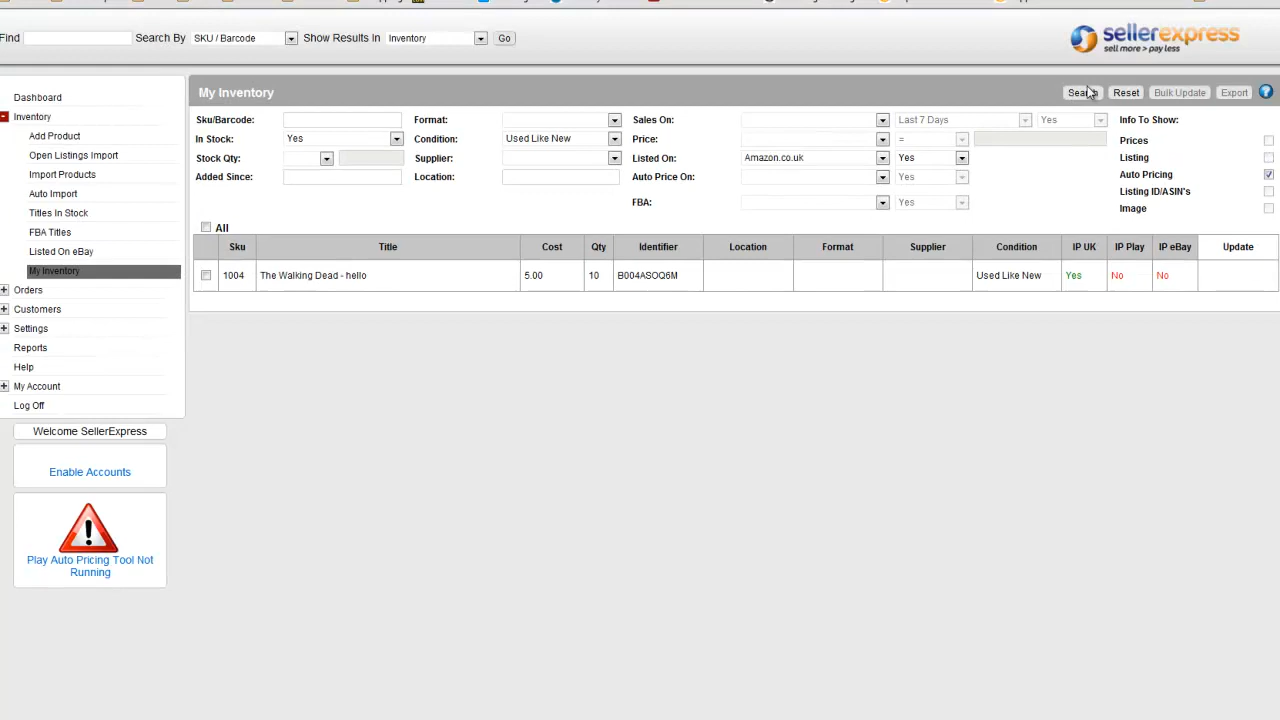 Find Search By SKU / Barcode Show Results in Inventory Go
sellerexpress
sell more > pay less
Dashboard
Inventory
Add Product
Open Listings Import
Import Products
Auto Import
Titles In Stock
FBA Titles
Listed On eBay
My Inventory
Orders
Customers
Settings
Reports
Help
My Account
Log Off
Welcome SellerExpress
Enable Accounts
Play Auto Pricing Tool Not
Running
My Inventory Search Reset Bulk Update Export ?
Sku/Barcode: Format: Sales On: Last 7 Days Yes Info To Show:
In Stock: Yes Condition: Used Like New Price: = Prices
Stock Qty: Supplier: Listed On: Amazon.co.uk Yes Listing
Added Since: Location: Auto Price On: Yes Auto Pricing
Listing ID/ASIN's
FBA: Yes Image
All
Sku Title Cost Qty Identifier Location Format Supplier Condition IP UK IP Play IP eBay Update
1004 The Walking Dead - hello 5.00 10 B004ASOQ6M Used Like New Yes No No